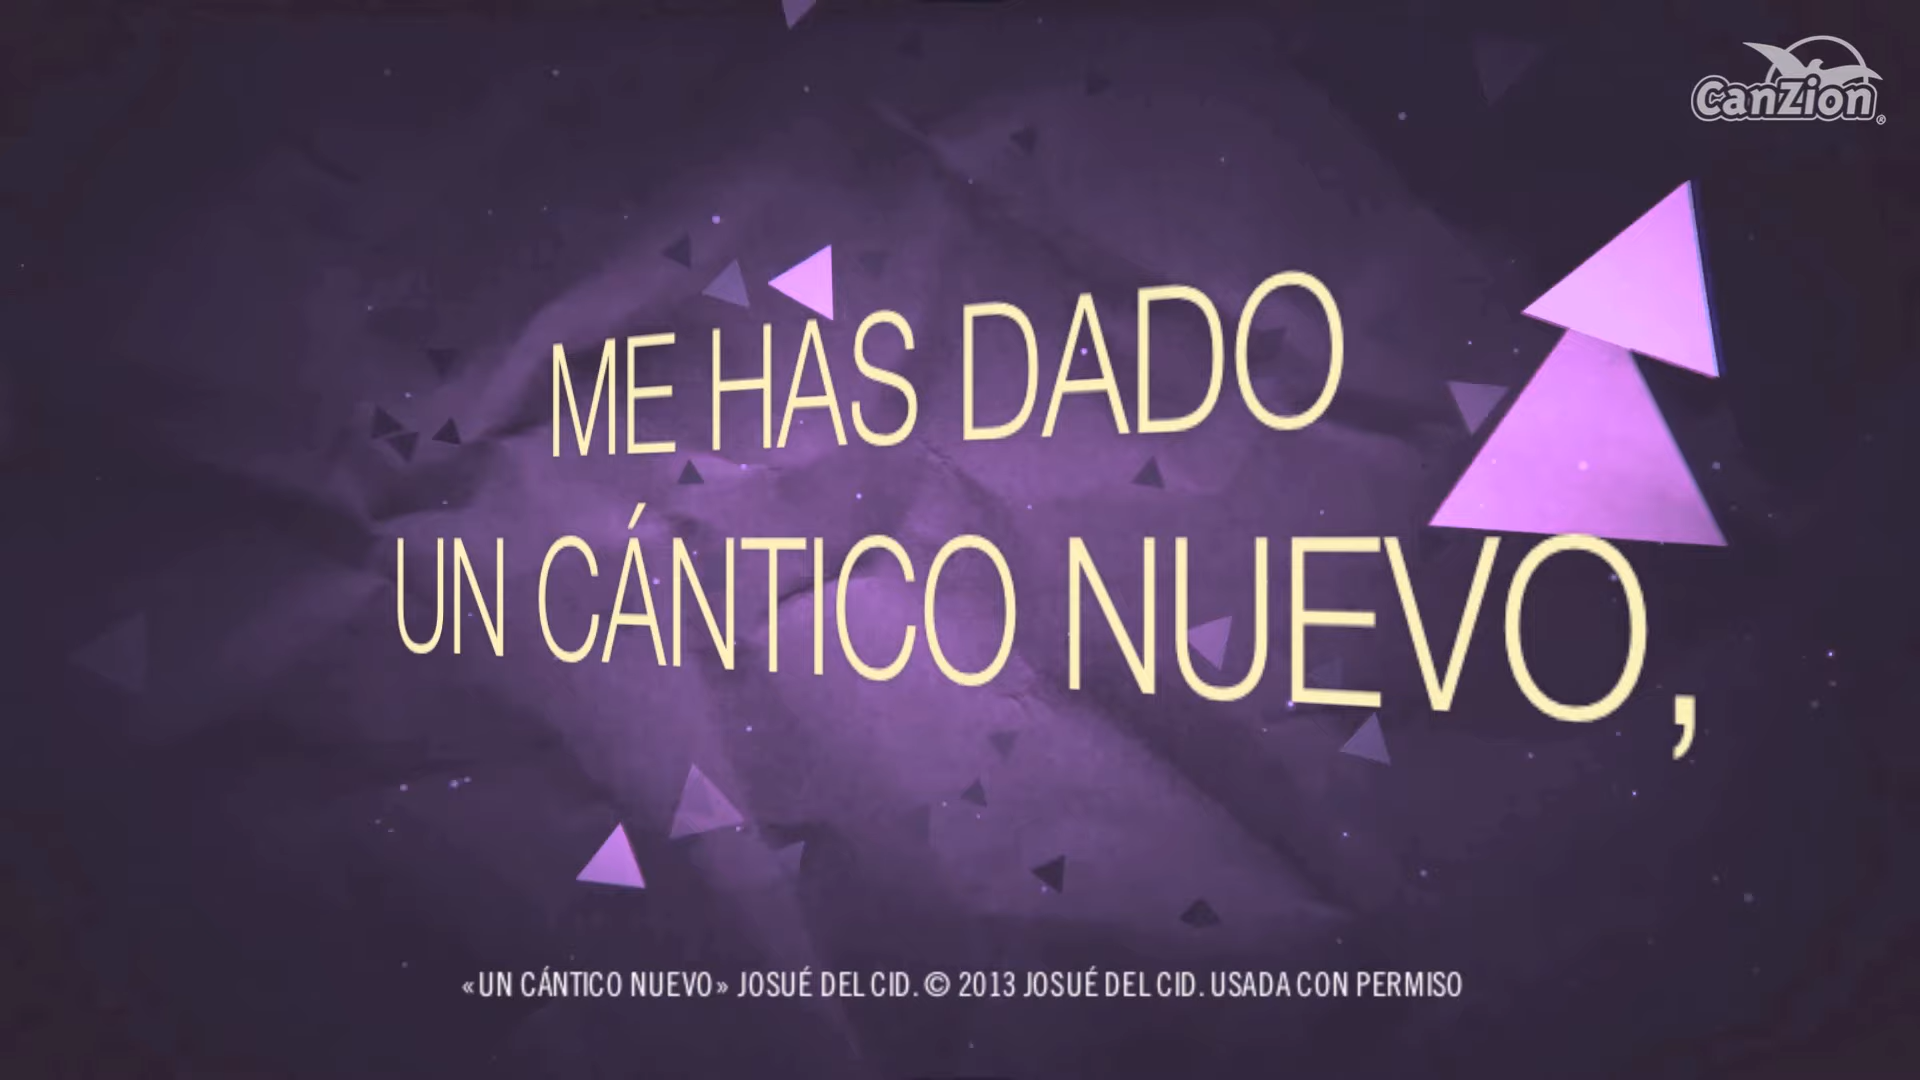 CanZion®
ME HAS DADO
UN CÁNTICO NUEVO,
«UN CÁNTICO NUEVO» JOSUÉ DEL CID. © 2013 JOSUÉ DEL CID. USADA CON PERMISO